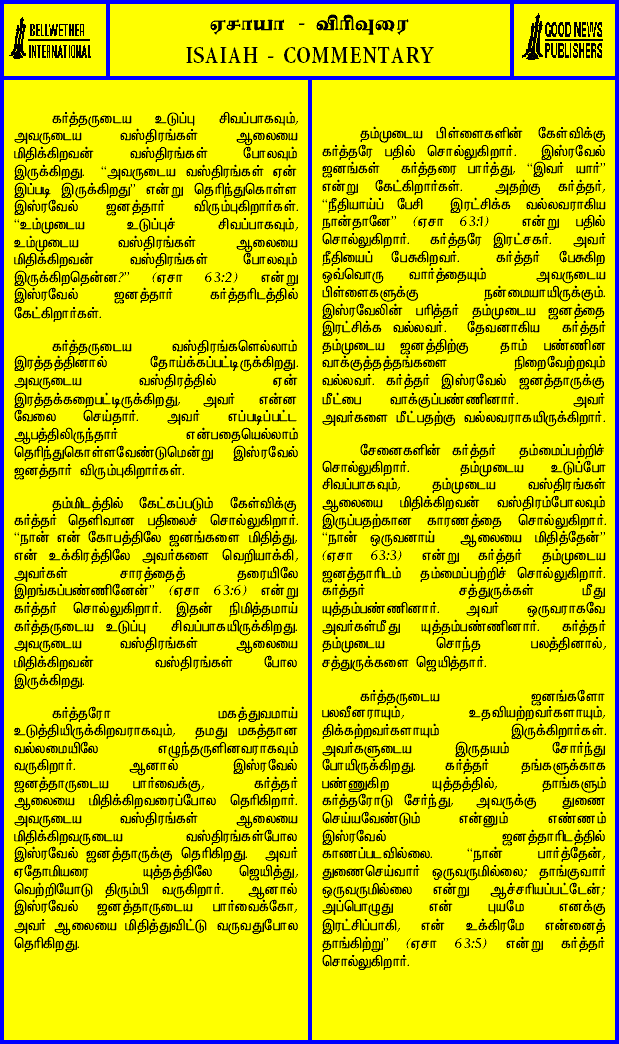 BELLWETHER
INTERNATIONAL
ஏசாயா - விரிவுரை
ISAIAH - COMMENTARY
GOOD NEWS
PUBLISHERS
கர்த்தருடைய உடுப்பு சிவப்பாகவும்,
அவருடைய வஸ்திரங்கள் ஆலையை
மிதிக்கிறவன் வஸ்திரங்கள் போலவும்
இருக்கிறது. “அவருடைய வஸ்திரங்கள் ஏன்
இப்படி இருக்கிறது” என்று தெரிந்துகொள்ள
இஸ்ரவேல் ஜனத்தார் விரும்புகிறார்கள்.
“உம்முடைய உடுப்புச் சிவப்பாகவும்,
உம்முடைய வஸ்திரங்கள் ஆலையை
மிதிக்கிறவன் வஸ்திரங்கள் போலவும்
இருக்கிறதென்ன?” (ஏசா 63:2) என்று
இஸ்ரவேல் ஜனத்தார் கர்த்தரிடத்தில்
கேட்கிறார்கள்.
கர்த்தருடைய வஸ்திரங்களெல்லாம்
இரத்தத்தினால் தோய்க்கப்பட்டிருக்கிறது.
அவருடைய வஸ்திரத்தில் ஏன்
இரத்தக்கறைபட்டிருக்கிறது, அவர் என்ன
வேலை செய்தார். அவர் எப்படிப்பட்ட
ஆபத்திலிருந்தார் என்பதையெல்லாம்
தெரிந்துகொள்ளவேண்டுமென்று இஸ்ரவேல்
ஜனத்தார் விரும்புகிறார்கள்.
தம்மிடத்தில் கேட்கப்படும் கேள்விக்கு
கர்த்தர் தெளிவான பதிலைச் சொல்லுகிறார்.
“நான் என் கோபத்திலே ஜனங்களை மிதித்து,
என் உக்கிரத்திலே அவர்களை வெறியாக்கி,
அவர்கள் சாரத்தைத் தரையிலே
இறங்கப்பண்ணினேன்” (ஏசா 63:6) என்று
கர்த்தர் சொல்லுகிறார். இதன் நிமித்தமாய்
கர்த்தருடைய உடுப்பு சிவப்பாகயிருக்கிறது.
அவருடைய வஸ்திரங்கள் ஆலையை
மிதிக்கிறவன் வஸ்திரங்கள் போல
இருக்கிறது.
கர்த்தரோ மகத்துவமாய்
உடுத்தியிருக்கிறவராகவும், தமது மகத்தான
வல்லமையிலே எழுந்தருளினவராகவும்
வருகிறார். ஆனால் இஸ்ரவேல்
ஜனத்தாருடைய பார்வைக்கு, கர்த்தர்
ஆலையை மிதிக்கிறவரைப்போல தெரிகிறார்.
அவருடைய வஸ்திரங்கள் ஆலையை
மிதிக்கிறவருடைய வஸ்திரங்கள்போல
இஸ்ரவேல் ஜனத்தாருக்கு தெரிகிறது. அவர்
ஏதோமியரை யுத்தத்திலே ஜெயித்து,
வெற்றியோடு திரும்பி வருகிறார். ஆனால்
இஸ்ரவேல் ஜனத்தாருடைய பார்வைக்கோ,
அவர் ஆலையை மிதித்துவிட்டு வருவதுபோல
தெரிகிறது.
தம்முடைய பிள்ளைகளின் கேள்விக்கு
கர்த்தரே பதில் சொல்லுகிறார். இஸ்ரவேல்
ஜனங்கள் கர்த்தரை பார்த்து, “இவர் யார்”
என்று கேட்கிறார்கள். அதற்கு கர்த்தர்,
“நீதியாய்ப் பேசி இரட்சிக்க வல்லவராகிய
நான்தானே” (ஏசா 63:1) என்று பதில்
சொல்லுகிறார். கர்த்தரே இரட்சகர். அவர்
நீதியைப் பேசுகிறவர். கர்த்தர் பேசுகிற
ஒவ்வொரு வார்த்தையும் அவருடைய
பிள்ளைகளுக்கு நன்மையாயிருக்கும்.
இஸ்ரவேலின் பரித்தர் தம்முடைய ஜனத்தை
இரட்சிக்க வல்லவர். தேவனாகிய கர்த்தர்
தம்முடைய ஜனத்திற்கு தாம் பண்ணின
வாக்குத்தத்தங்களை நிறைவேற்றவும்
வல்லவர். கர்த்தர் இஸ்ரவேல் ஜனத்தாருக்கு
மீட்பை வாக்குப்பண்ணினார். அவர்
அவர்களை மீட்பதற்கு வல்லவராகயிருக்கிறார்.
சேனைகளின் கர்த்தர் தம்மைப்பற்றிச்
சொல்லுகிறார். தம்முடைய உடுப்போ
சிவப்பாகவும், தம்முடைய வஸ்திரங்கள்
ஆலையை மிதிக்கிறவன் வஸ்திரம்போலவும்
இருப்பதற்கான காரணத்தை சொல்லுகிறார்.
“நான் ஒருவனாய் ஆலையை மிதித்தேன்”
(ஏசா 63:3) என்று கர்த்தர் தம்முடைய
ஜனத்தாரிடம் தம்மைப்பற்றிச் சொல்லுகிறார்.
கர்த்தர் சத்துருக்கள் மீது
யுத்தம்பண்ணினார். அவர் ஒருவராகவே
அவர்கள்மீது யுத்தம்பண்ணினார். கர்த்தர்
தம்முடைய சொந்த பலத்தினால்,
சத்துருக்களை ஜெயித்தார்.
கர்த்தருடைய ஜனங்களோ
பலவீனராயும், உதவியற்றவர்களாயும்,
திக்கற்றவர்களாயும் இருக்கிறார்கள்.
அவர்களுடைய இருதயம் சோர்ந்து
போயிருக்கிறது. கர்த்தர் தங்களுக்காக
பண்ணுகிற யுத்தத்தில், தாங்களும்
கர்த்தரோடு சேர்ந்து, அவருக்கு துணை
செய்யவேண்டும் என்னும் எண்ணம்
இஸ்ரவேல் ஜனத்தாரிடத்தில்
காணப்படவில்லை. “நான் பார்த்தேன்,
துணைசெய்வார் ஒருவருமில்லை; தாங்குவார்
ஒருவருமில்லை என்று ஆச்சரியப்பட்டேன்;
அப்பொழுது என் புயமே எனக்கு
இரட்சிப்பாகி, என் உக்கிரமே என்னைத்
தாங்கிற்று” (ஏசா 63:5) என்று கர்த்தர்
சொல்லுகிறார்.